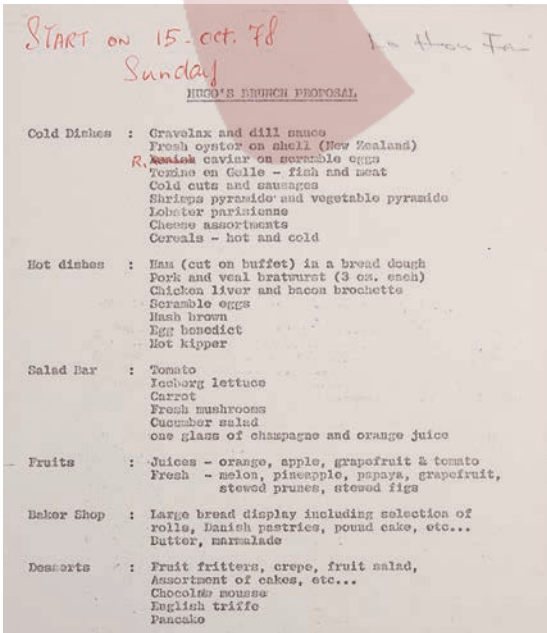 START ON 15. oct. 78
Sunday
HUGO'S BRUNCH PROPOSAL
Cold Dishes : Gravelax and dill sauce
Fresh oyster on shell (New Zealand)
R. Danish caviar on scramble eggs
Terine en Gelle - fish and meat
Cold cuts and sausages
Shrimps pyramide and vegetable pyramide
Lobster parisienne
Cheese assortments
Cereals - hot and cold
Hot dishes : Ham (cut on buffet) in a bread dough
Pork and veal bratwurst (3 oz. each)
Chicken liver and bacon brochette
Scramble eggs
Hash brown
Egg benedict
Hot kipper
Salad Bar : Tomato
Iceberg lettuce
Carrot
Fresh mushrooms
Cucumber salad
one glass of champagne and orange juice
Fruits : Juices - orange, apple, grapefruit & tomato
Fresh - melon, pineapple, papaya, grapefruit,
stewed prunes, stewed figs
Baker Shop : Large bread display including selection of
rolls, Danish pastries, pound cake, etc...
Butter, marmalade
Desserts : Fruit fritters, crepe, fruit salad,
Assortment of cakes, etc...
Chocolate mousse
English triffe
Pancake